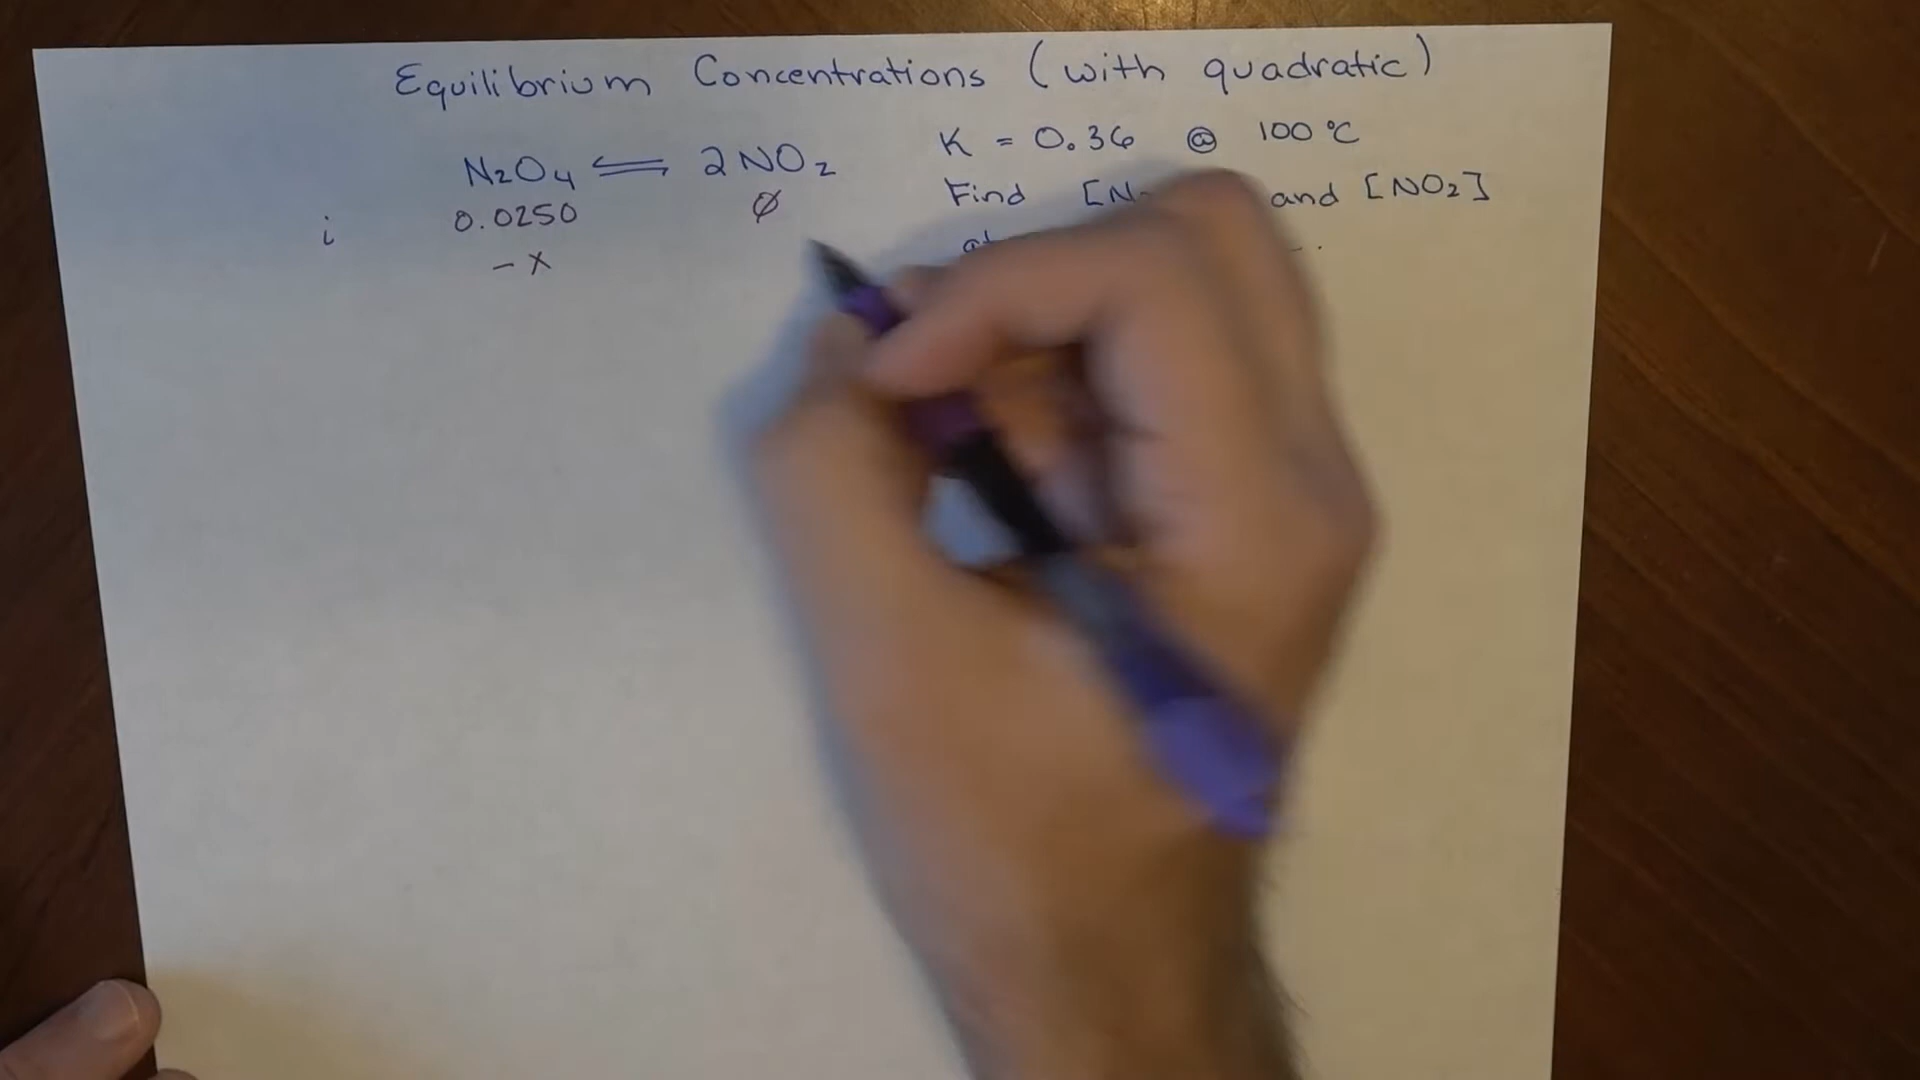 Equilibrium Concentrations (with quadratic)
N2O4 ⇌ 2NO2
K = 0.36 @ 100 °C
i 0.0250 ∅
Find [N and [NO2]
- x